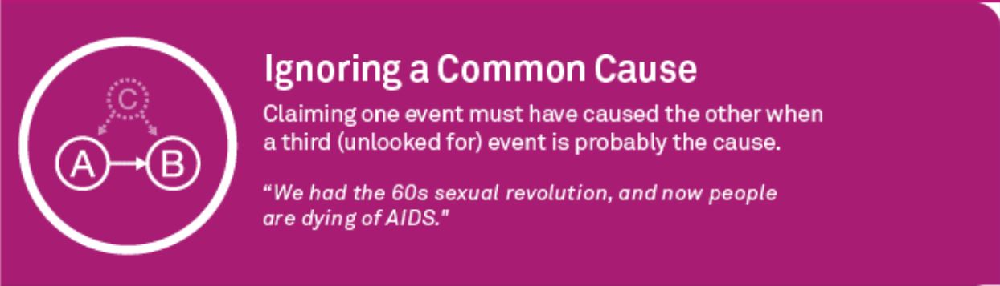 Ignoring a Common Cause
Claiming one event must have caused the other when
a third (unlooked for) event is probably the cause.
“We had the 60s sexual revolution, and now people
are dying of AIDS."
C
A
B